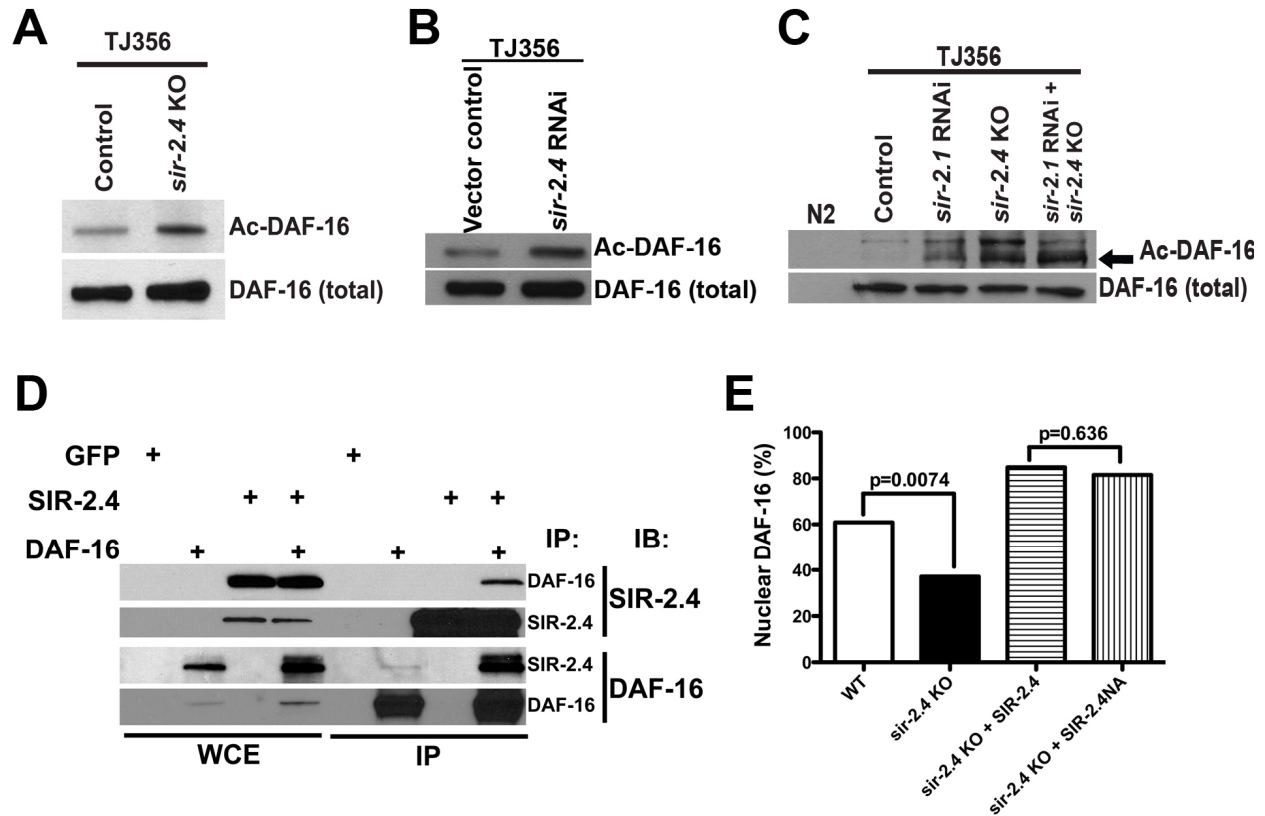 A
TJ356
Control
sir-2.4 KO
Ac-DAF-16
DAF-16 (total)
B
TJ356
Vector control
sir-2.4 RNAi
Ac-DAF-16
DAF-16 (total)
C
TJ356
N2
Control
sir-2.1 RNAi
sir-2.4 KO
sir-2.1 RNAi +
sir-2.4 KO
Ac-DAF-16
DAF-16 (total)
D
GFP + +
SIR-2.4 + + + +
DAF-16 + + + +
IP: IB:
DAF-16
SIR-2.4
SIR-2.4
SIR-2.4
DAF-16
DAF-16
WCE IP
E
Nuclear DAF-16 (%)
100
80
60
40
20
0
p=0.0074
p=0.636
WT
sir-2.4 KO
sir-2.4 KO + SIR-2.4
sir-2.4 KO + SIR-2.4NA